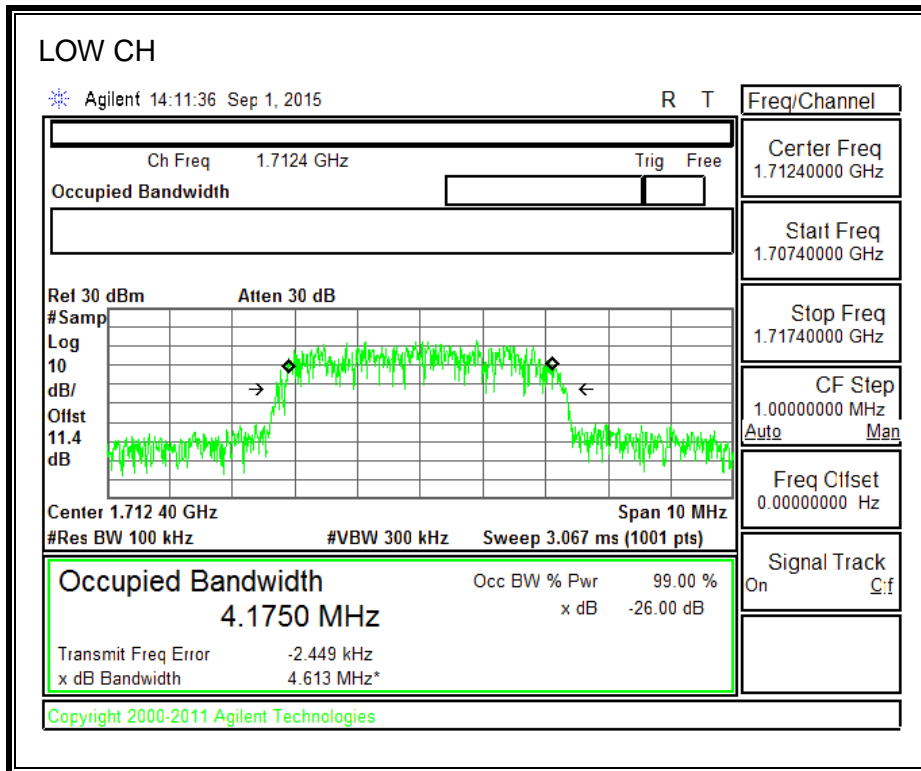 LOW CH
Agilent 14:11:36 Sep 1, 2015 R T
Ch Freq 1.7124 GHz Trig Free
Occupied Bandwidth
Ref 30 dBm Atten 30 dB
#Samp
Log
10
dB/
Offst
11.4
dB
Center 1.712 40 GHz Span 10 MHz
#Res BW 100 kHz #VBW 300 kHz Sweep 3.067 ms (1001 pts)
Occupied Bandwidth
4.1750 MHz
Occ BW % Pwr 99.00 %
x dB -26.00 dB
Transmit Freq Error -2.449 kHz
x dB Bandwidth 4.613 MHz*
Copyright 2000-2011 Agilent Technologies
Freq/Channel
Center Freq
1.71240000 GHz
Start Freq
1.70740000 GHz
Stop Freq
1.71740000 GHz
CF Step
1.00000000 MHz
Auto Man
Freq Offset
0.00000000 Hz
Signal Track
On Off